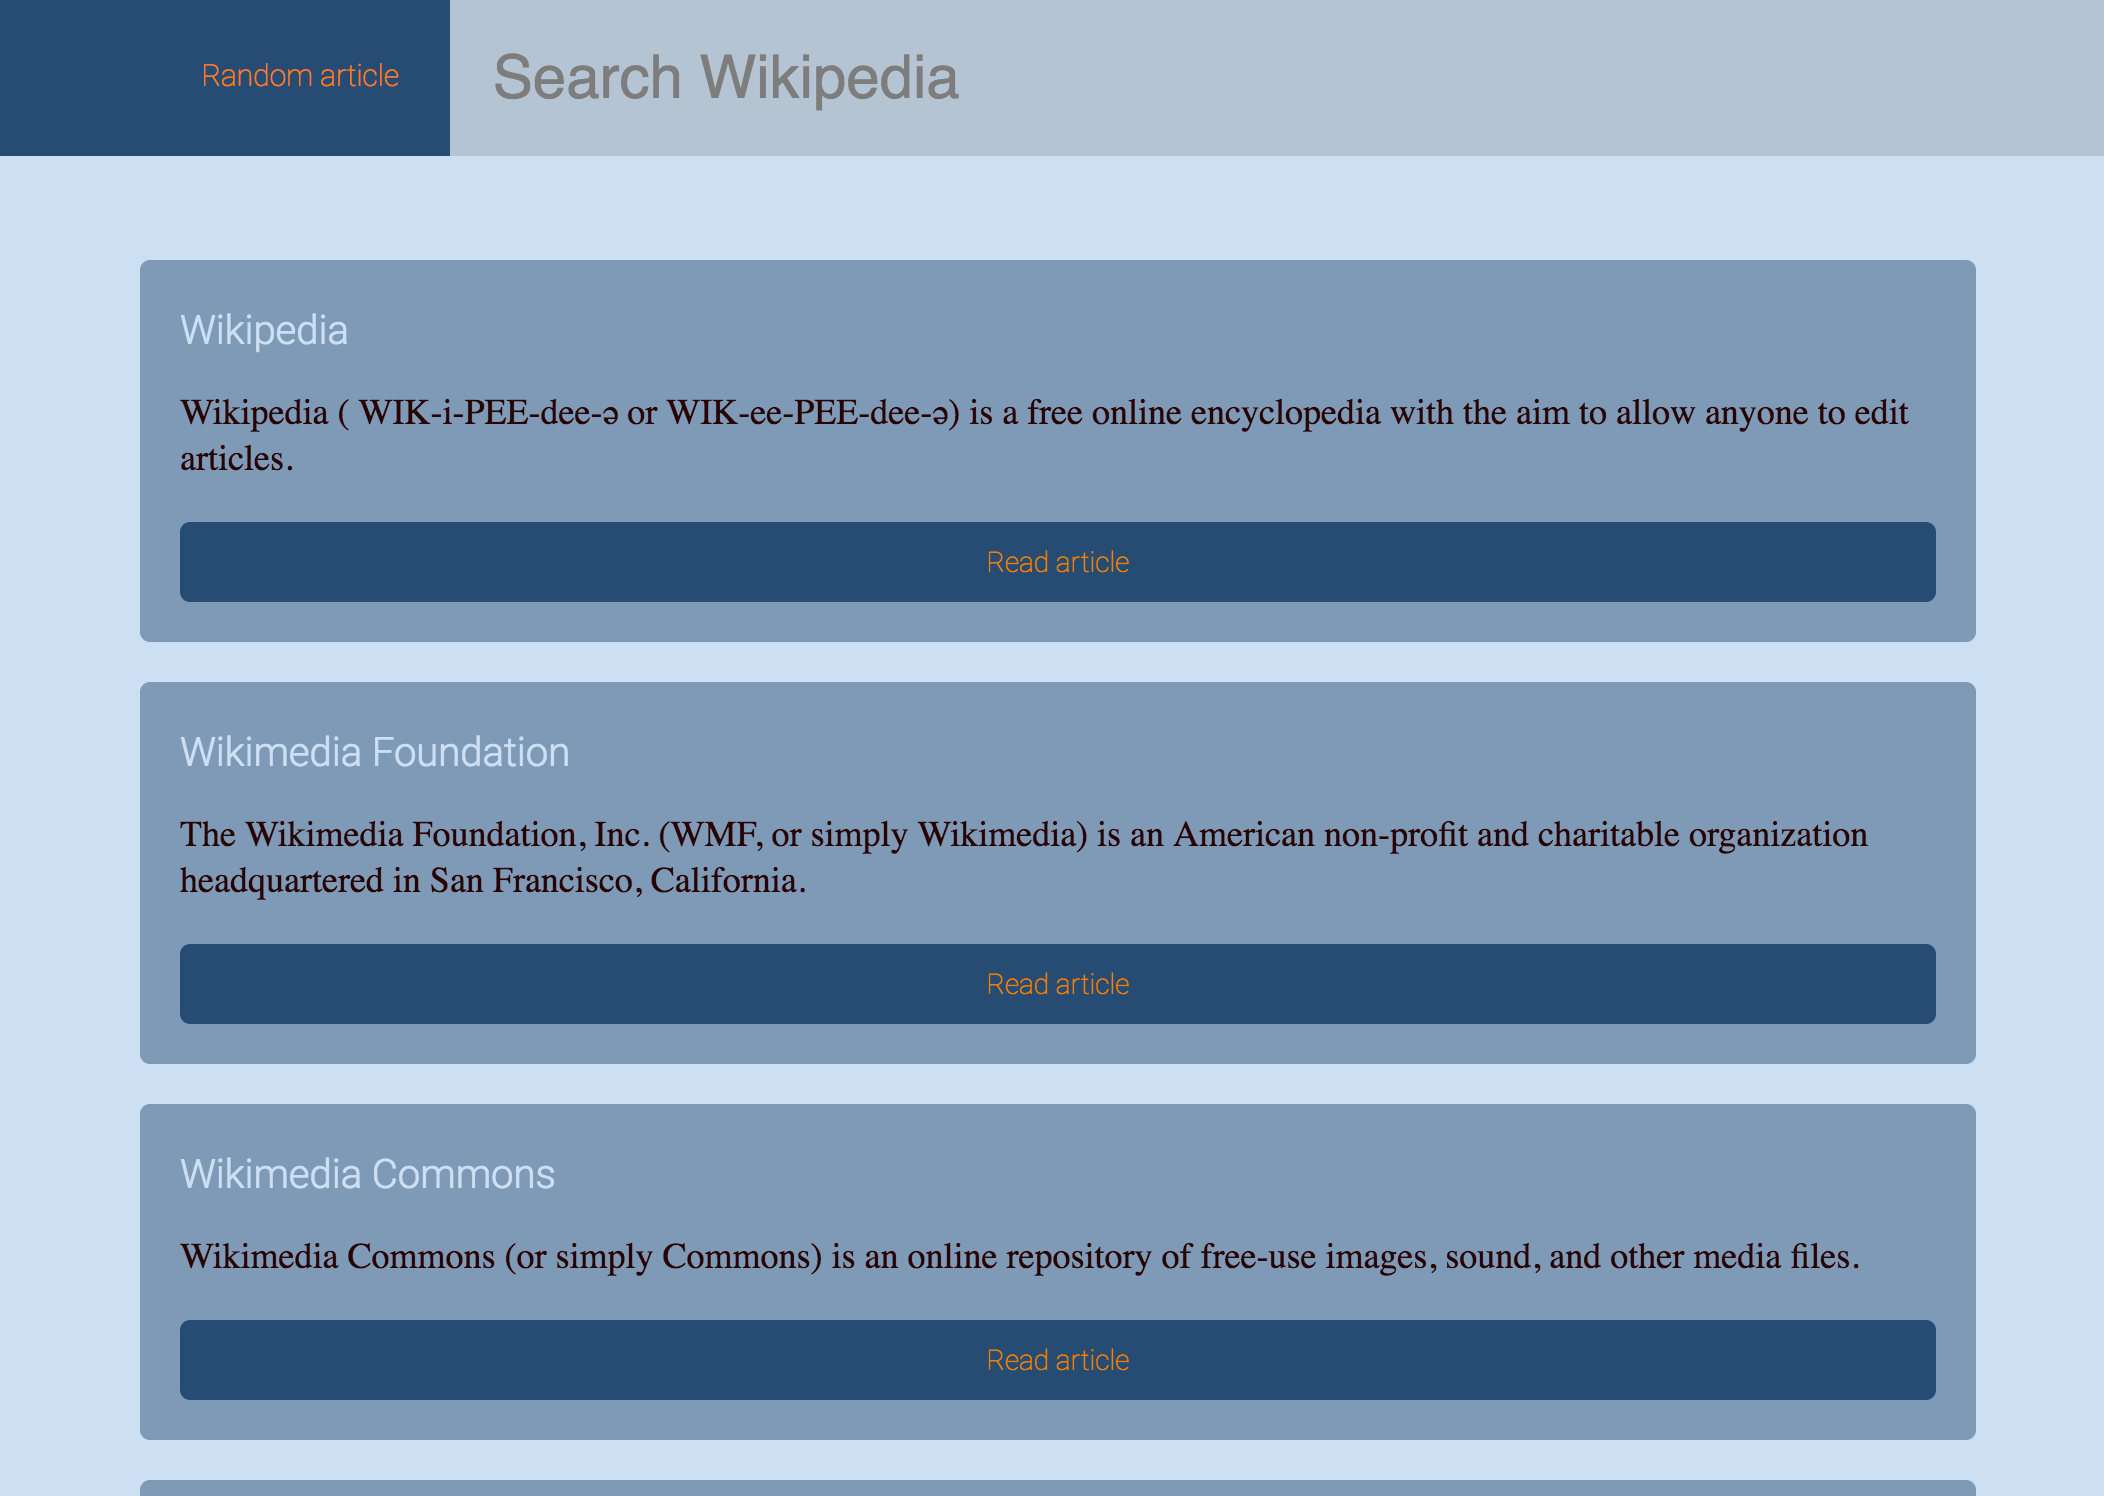 Random article
Search Wikipedia
Wikipedia
Wikipedia ( WIK-i-PEE-dee-ə or WIK-ee-PEE-dee-ə) is a free online encyclopedia with the aim to allow anyone to edit
articles.
Read article
Wikimedia Foundation
The Wikimedia Foundation, Inc. (WMF, or simply Wikimedia) is an American non-profit and charitable organization
headquartered in San Francisco, California.
Read article
Wikimedia Commons
Wikimedia Commons (or simply Commons) is an online repository of free-use images, sound, and other media files.
Read article